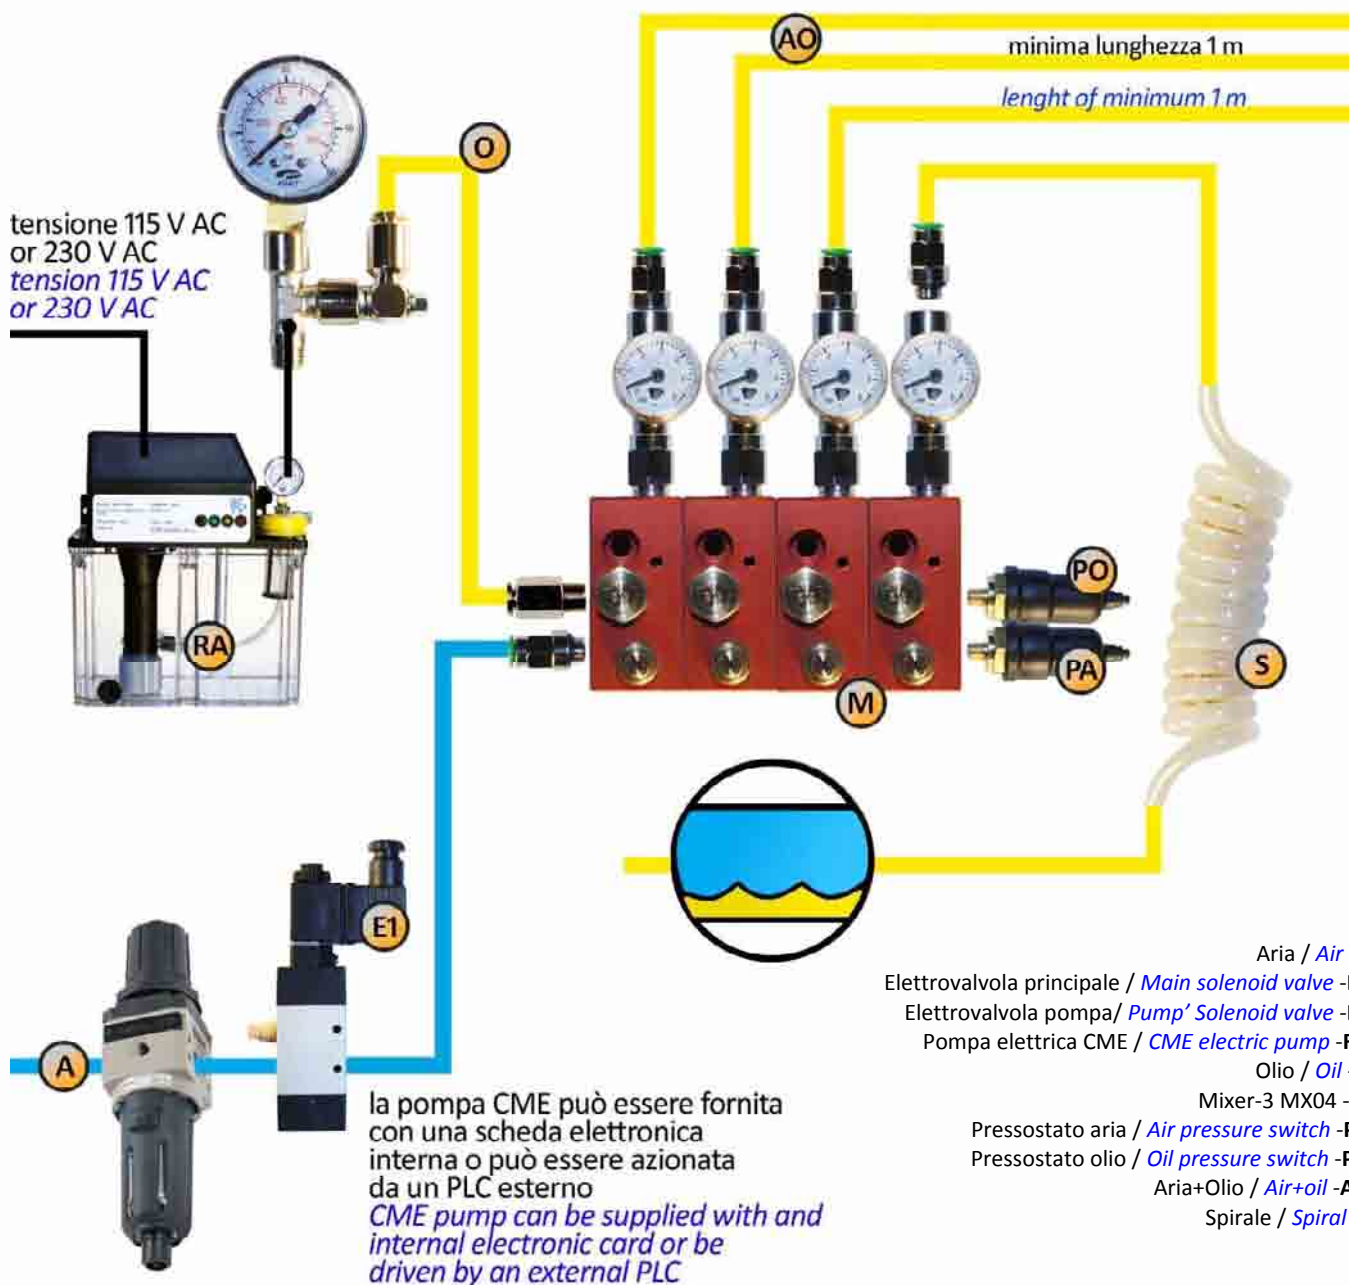 AO
minima lunghezza 1 m
lenght of minimum 1 m
O
tensione 115 V AC
or 230 V AC
tension 115 V AC
or 230 V AC
PO
RA
PA
S
M
E1
A
Aria / Air
Elettrovalvola principale / Main solenoid valve -
Elettrovalvola pompa/ Pump' Solenoid valve -
Pompa elettrica CME / CME electric pump -
Olio / Oil -
Mixer-3 MX04 -
Pressostato aria / Air pressure switch -P
Pressostato olio / Oil pressure switch -P
Aria+Olio / Air+oil -A
Spirale / Spiral
la pompa CME può essere fornita
con una scheda elettronica
interna o può essere azionata
da un PLC esterno
CME pump can be supplied with and
internal electronic card or be
driven by an external PLC